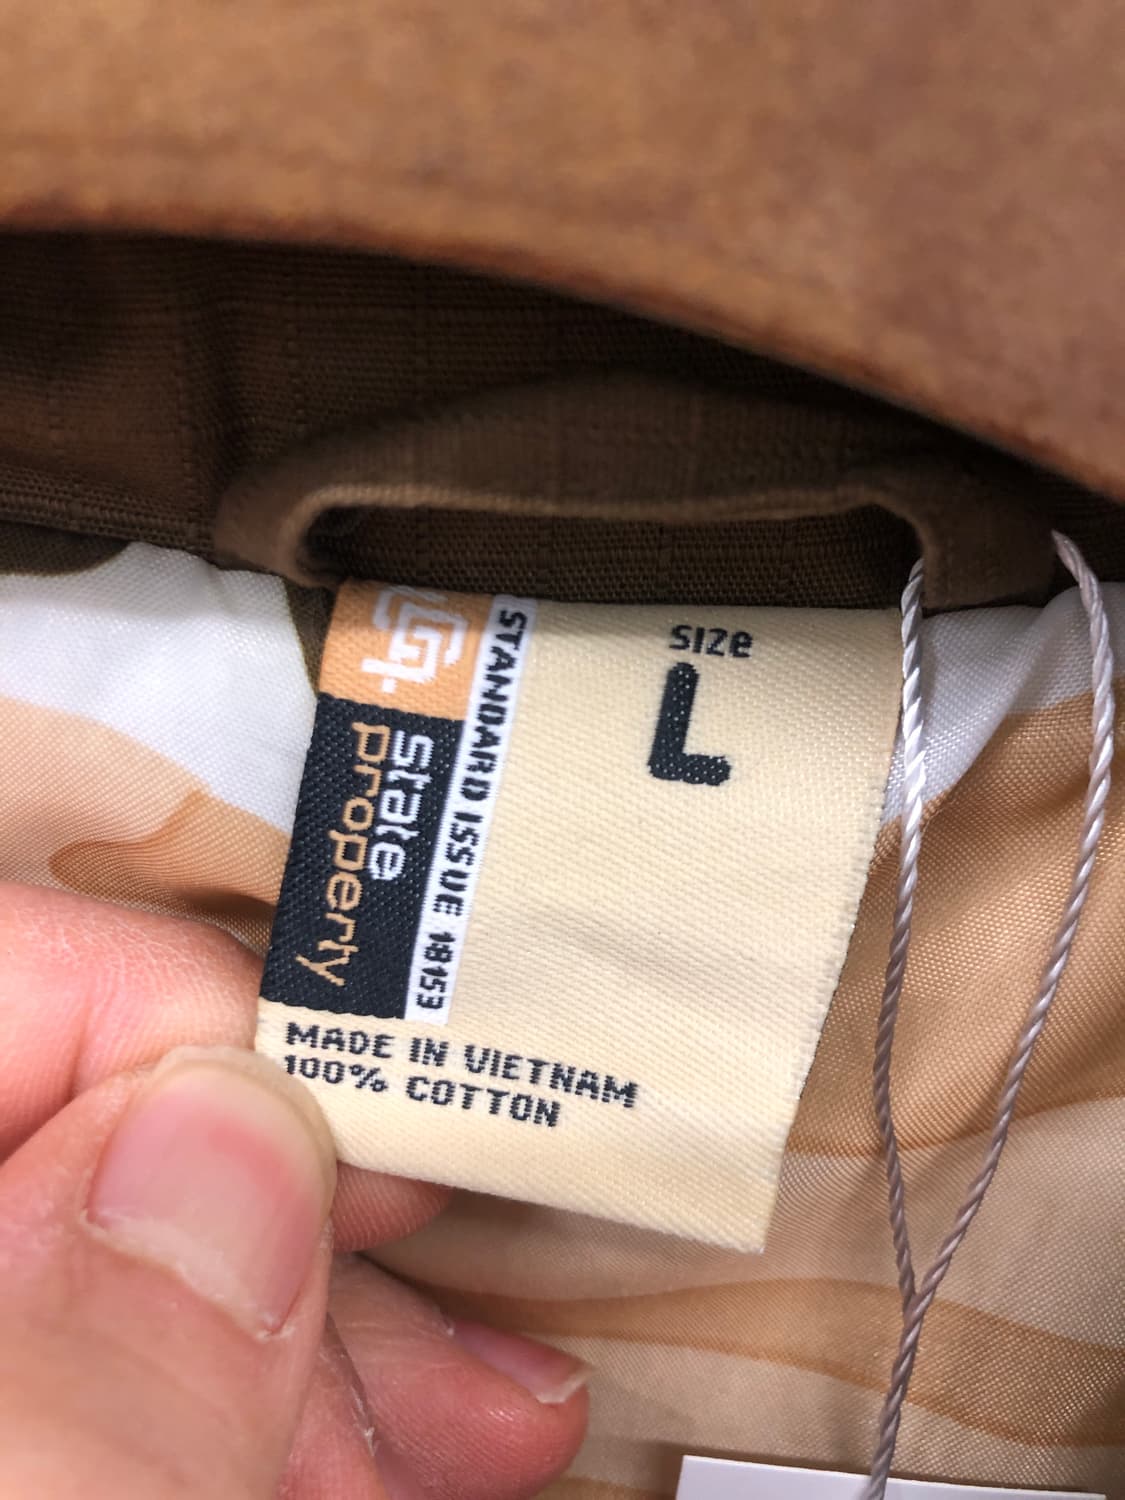 SIZe
L
STANDARD ISSUE 18153
state
property
MADE IN VIETNAM
100% COTTON